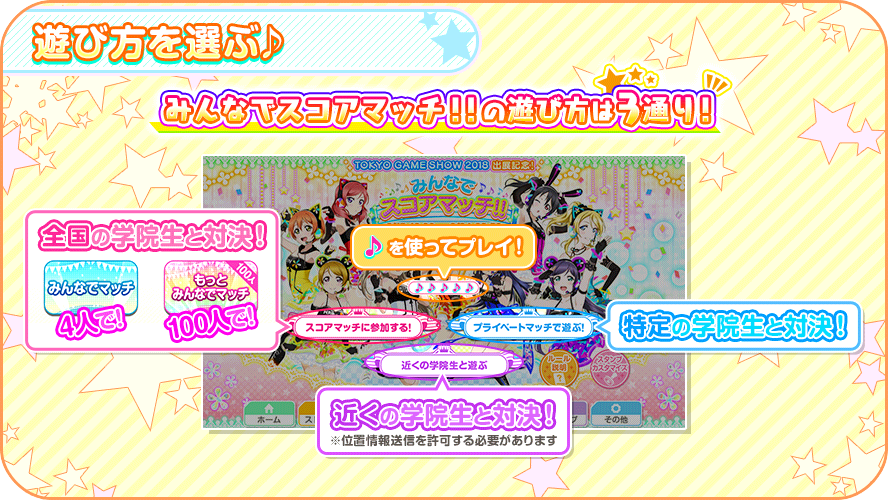 遊び方を選ぶ♪
みんなでスコアマッチ!!の遊び方は3通り!
TOKYO GAME SHOW 2018 出展記念!
みんなで
スコアマッチ!!
全国の学院生と対決!
みんなでマッチ
4人で!
100人
もっと
みんなでマッチ
100人で!
♪を使ってプレイ!
♪♪♪♪♪
スコアマッチに参加する!
プライベートマッチで遊ぶ!
特定の学院生と対決!
近くの学院生と遊ぶ
ルール
説明
?
スタンプ
カスタマイズ
近くの学院生と対決!
※位置情報送信を許可する必要があります
ホーム
ス
その他